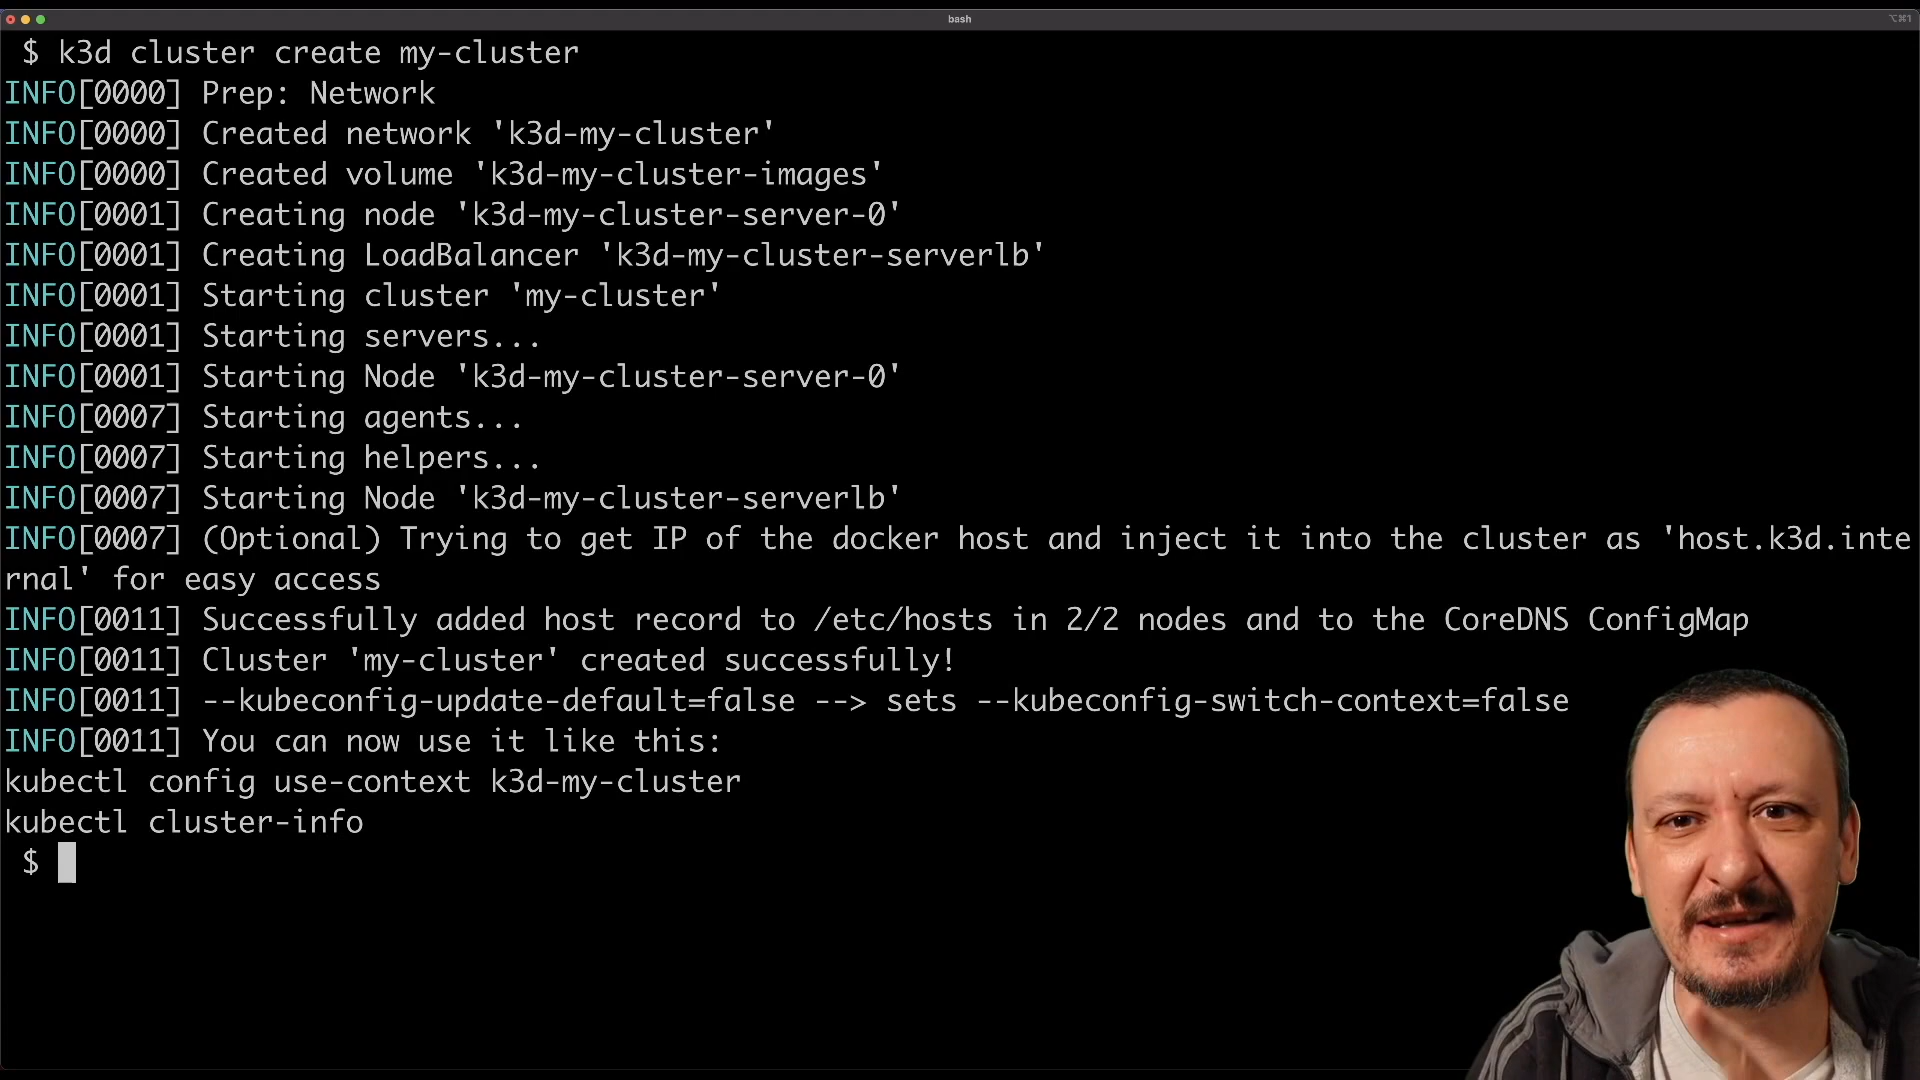 bash
⌥⌘1
$ k3d cluster create my-cluster
INFO[0000] Prep: Network
INFO[0000] Created network 'k3d-my-cluster'
INFO[0000] Created volume 'k3d-my-cluster-images'
INFO[0001] Creating node 'k3d-my-cluster-server-0'
INFO[0001] Creating LoadBalancer 'k3d-my-cluster-serverlb'
INFO[0001] Starting cluster 'my-cluster'
INFO[0001] Starting servers...
INFO[0001] Starting Node 'k3d-my-cluster-server-0'
INFO[0007] Starting agents...
INFO[0007] Starting helpers...
INFO[0007] Starting Node 'k3d-my-cluster-serverlb'
INFO[0007] (Optional) Trying to get IP of the docker host and inject it into the cluster as 'host.k3d.inte
rnal' for easy access
INFO[0011] Successfully added host record to /etc/hosts in 2/2 nodes and to the CoreDNS ConfigMap
INFO[0011] Cluster 'my-cluster' created successfully!
INFO[0011] --kubeconfig-update-default=false --> sets --kubeconfig-switch-context=false
INFO[0011] You can now use it like this:
kubectl config use-context k3d-my-cluster
kubectl cluster-info
$